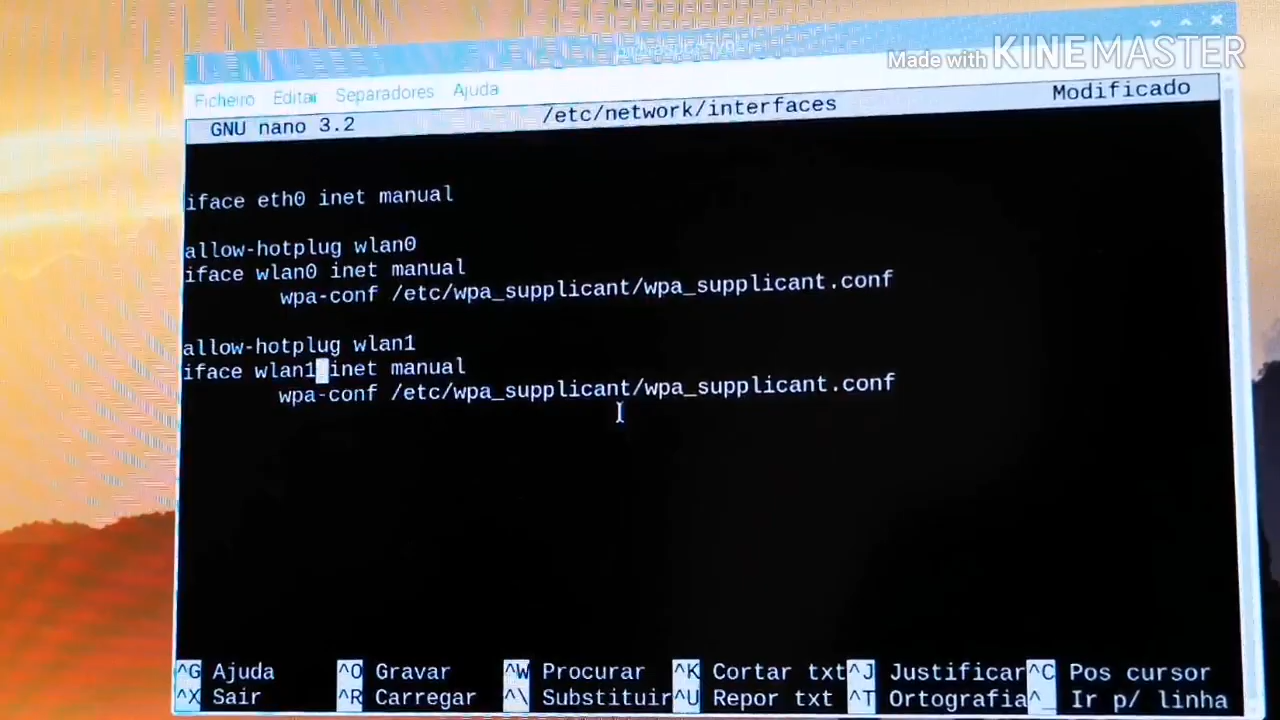 Made with KINEMASTER
Ficheiro Editar Separadores Ajuda
GNU nano 3.2 /etc/network/interfaces Modificado
iface eth0 inet manual
allow-hotplug wlan0
iface wlan0 inet manual
wpa-conf /etc/wpa_supplicant/wpa_supplicant.conf
allow-hotplug wlan1
iface wlan1 inet manual
wpa-conf /etc/wpa_supplicant/wpa_supplicant.conf
^G Ajuda ^O Gravar ^W Procurar ^K Cortar txt ^J Justificar ^C Pos cursor
^X Sair ^R Carregar ^\ Substituir ^U Repor txt ^T Ortografia ^_ Ir p/ linha